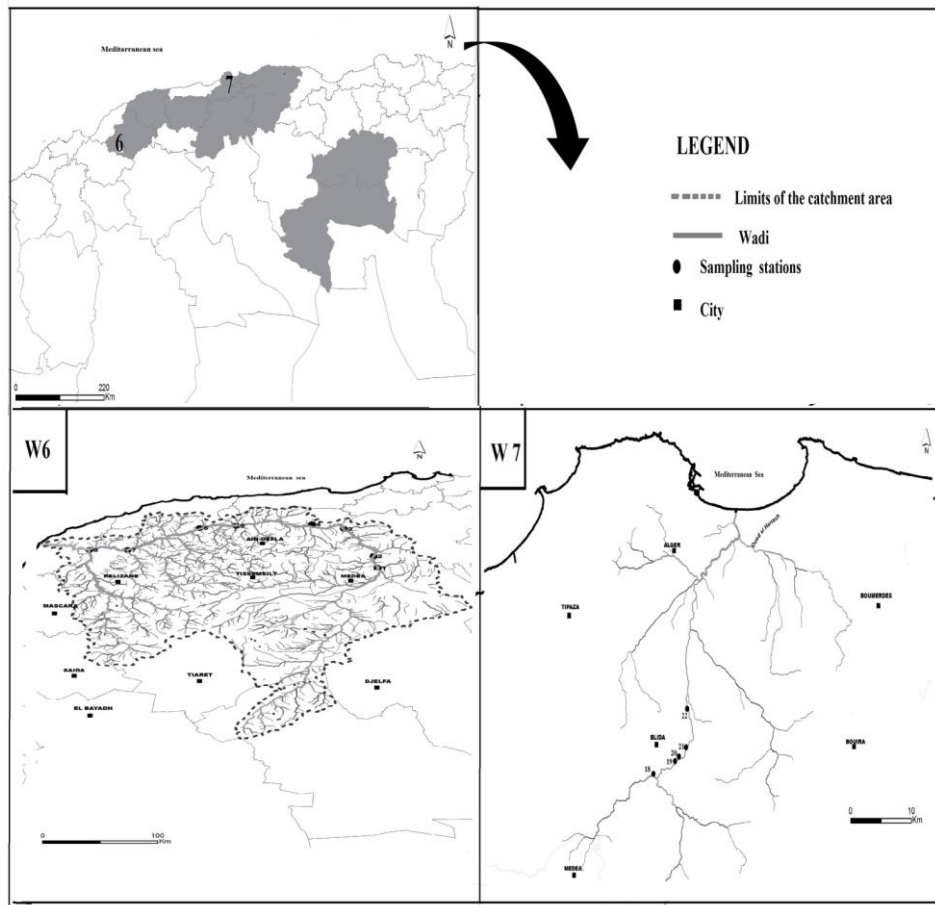 Meditarranean sea
N
7
6
0 220
Km
LEGEND
Limits of the catchment area
Wadi
Sampling stations
City
W6
N
Mediterranean sea
AIN-DEFLA
RELIZANE
TISSEMSILT
MEDEA
MASCARA
SAIDA
TIARET
DJELFA
EL BAYADH
0 100
Km
W 7
N
Mediterranean Sea
ALGER
TIPAZA
BOUMERDES
22
BLIDA
21
20
19
18
BOUIRA
0 10
Km
MEDEA